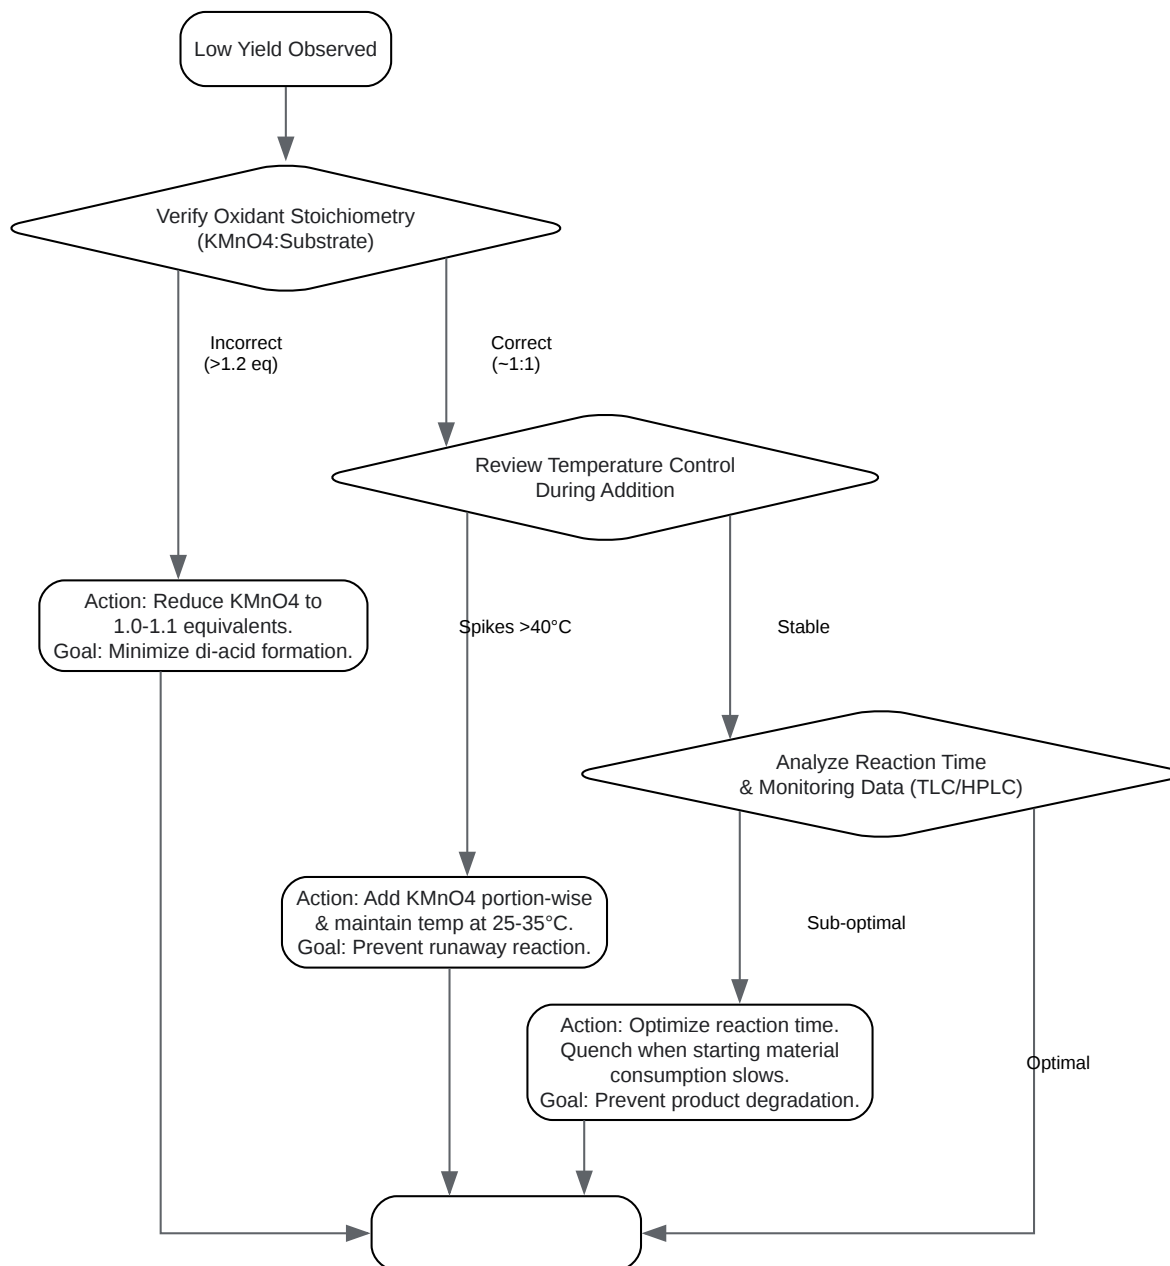 Low Yield Observed
Verify Oxidant Stoichiometry
(KMnO4:Substrate)
Incorrect
(>1.2 eq)
Correct
(~1:1)
Review Temperature Control
During Addition
Action: Reduce KMnO4 to
1.0-1.1 equivalents.
Goal: Minimize di-acid formation.
Spikes >40°C
Stable
Analyze Reaction Time
& Monitoring Data (TLC/HPLC)
Action: Add KMnO4 portion-wise
& maintain temp at 25-35°C.
Goal: Prevent runaway reaction.
Sub-optimal
Action: Optimize reaction time.
Quench when starting material
consumption slows.
Goal: Prevent product degradation.
Optimal